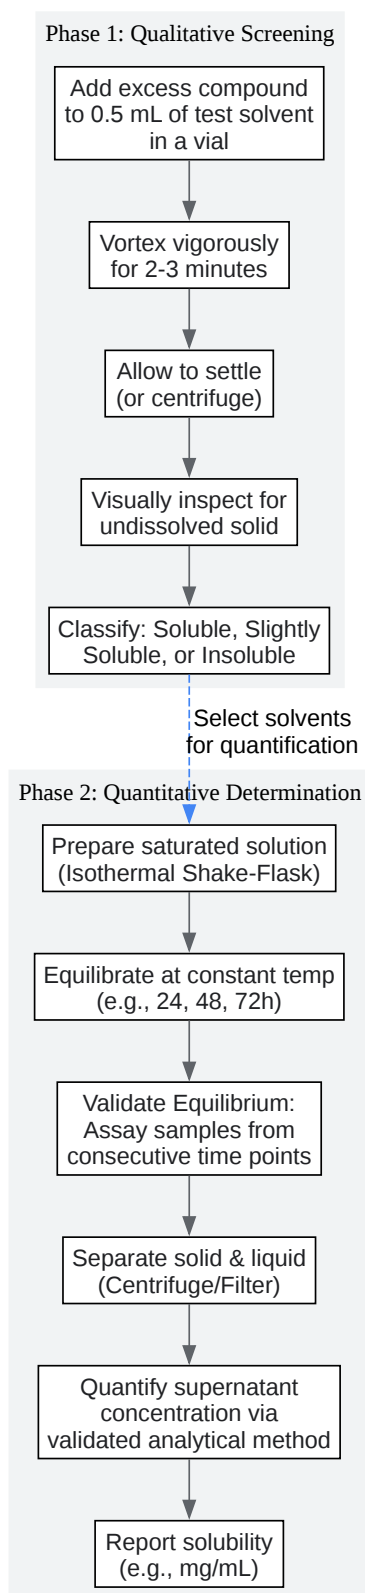 Phase 1: Qualitative Screening
Add excess compound
to 0.5 mL of test solvent
in a vial
Vortex vigorously
for 2-3 minutes
Allow to settle
(or centrifuge)
Visually inspect for
undissolved solid
Classify: Soluble, Slightly
Soluble, or Insoluble
Select solvents
for quantification
Phase 2: Quantitative Determination
Prepare saturated solution
(Isothermal Shake-Flask)
Equilibrate at constant temp
(e.g., 24, 48, 72h)
Validate Equilibrium:
Assay samples from
consecutive time points
Separate solid & liquid
(Centrifuge/Filter)
Quantify supernatant
concentration via
validated analytical method
Report solubility
(e.g., mg/mL)